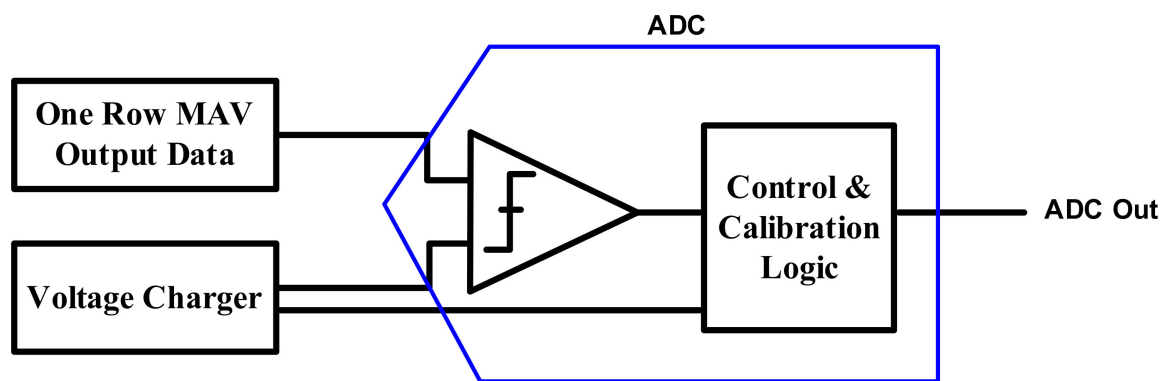 ADC
One Row MAV
Output Data
Voltage Charger
Control &
Calibration
Logic
ADC Out